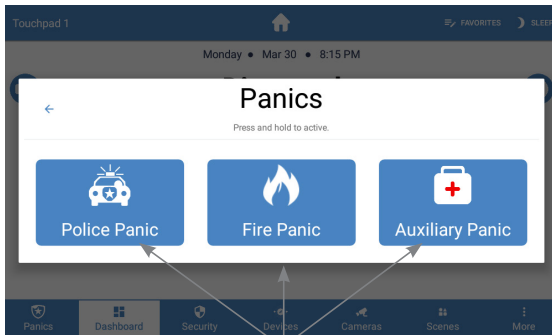 Touchpad 1
FAVORITES
SLEEP
Monday • Mar 30 • 8:15 PM
Panics
Press and hold to active.
Police Panic
Fire Panic
Auxiliary Panic
Panics
Dashboard
Security
Devices
Cameras
Scenes
More